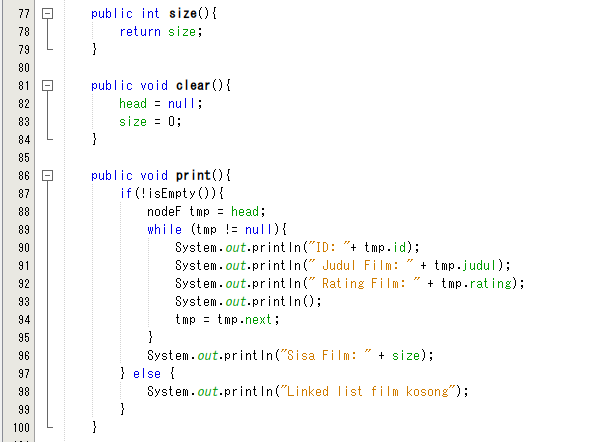 77 public int size(){
78 return size;
79 }
80
81 public void clear(){
82 head = null;
83 size = 0;
84 }
85
86 public void print(){
87 if(!isEmpty()){
88 nodeF tmp = head;
89 while (tmp != null){
90 System.out.println("ID: "+ tmp.id);
91 System.out.println(" Judul Film: " + tmp.judul);
92 System.out.println(" Rating Film: " + tmp.rating);
93 System.out.println();
94 tmp = tmp.next;
95 }
96 System.out.println("Sisa Film: " + size);
97 } else {
98 System.out.println("Linked list film kosong");
99 }
100 }